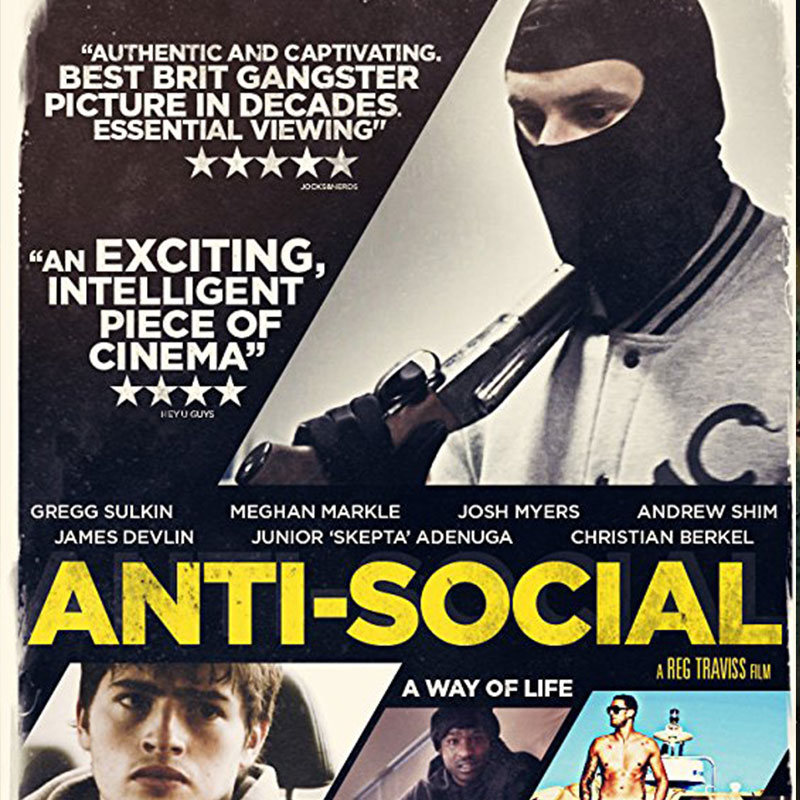 “AUTHENTIC AND CAPTIVATING.
BEST BRIT GANGSTER
PICTURE IN DECADES.
ESSENTIAL VIEWING”
JOCKS&NERDS
“AN EXCITING,
INTELLIGENT
PIECE OF
CINEMA”
HEY U GUYS
GREGG SULKIN MEGHAN MARKLE JOSH MYERS ANDREW SHIM
JAMES DEVLIN JUNIOR ‘SKEPTA’ ADENUGA CHRISTIAN BERKEL
ANTI-SOCIAL
A REG TRAVISS FILM
A WAY OF LIFE